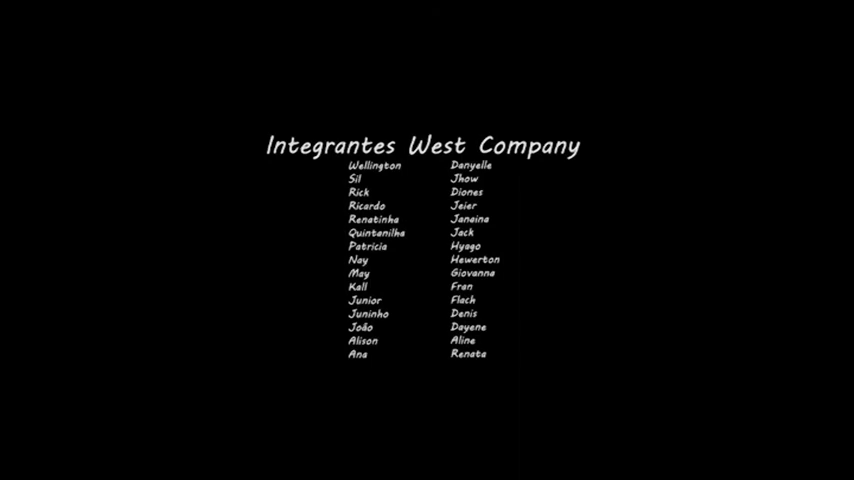 Integrantes West Company
Wellington
Sil
Rick
Ricardo
Renatinha
Quintanilha
Patricia
Nay
May
Kall
Junior
Juninho
João
Alison
Ana
Danyelle
Jhow
Diones
Jeier
Janaina
Jack
Hyago
Hewerton
Giovanna
Fran
Flach
Denis
Dayene
Aline
Renata